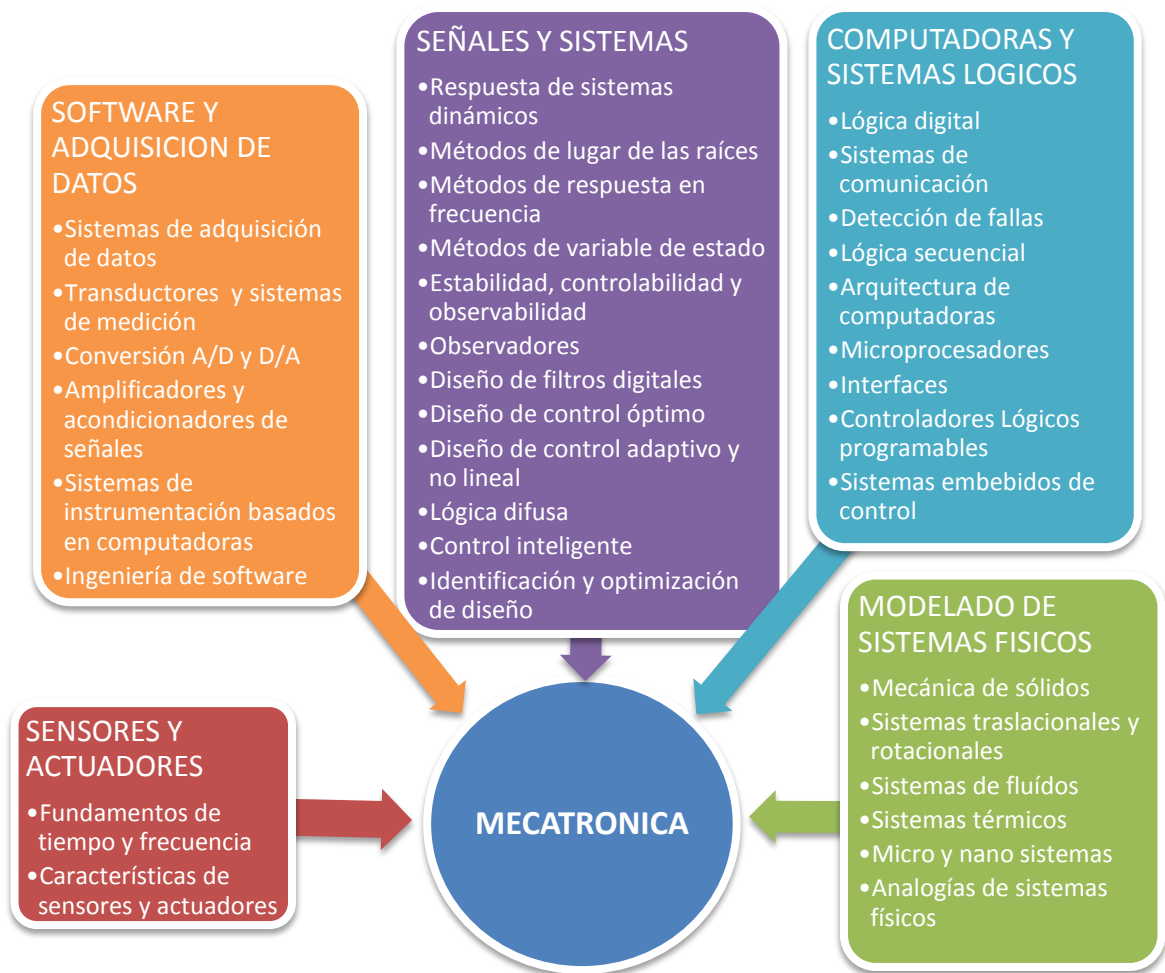 SOFTWARE Y
ADQUISICION DE
DATOS
•Sistemas de adquisición
de datos
•Transductores y sistemas
de medición
•Conversión A/D y D/A
•Amplificadores y
acondicionadores de
señales
•Sistemas de
instrumentación basados
en computadoras
•Ingeniería de software
SEÑALES Y SISTEMAS
•Respuesta de sistemas
dinámicos
•Métodos de lugar de las raíces
•Métodos de respuesta en
frecuencia
•Métodos de variable de estado
•Estabilidad, controlabilidad y
observabilidad
•Observadores
•Diseño de filtros digitales
•Diseño de control óptimo
•Diseño de control adaptivo y
no lineal
•Lógica difusa
•Control inteligente
•Identificación y optimización
de diseño
COMPUTADORAS Y
SISTEMAS LOGICOS
•Lógica digital
•Sistemas de
comunicación
•Detección de fallas
•Lógica secuencial
•Arquitectura de
computadoras
•Microprocesadores
•Interfaces
•Controladores Lógicos
programables
•Sistemas embebidos de
control
SENSORES Y
ACTUADORES
•Fundamentos de
tiempo y frecuencia
•Características de
sensores y actuadores
MECATRONICA
MODELADO DE
SISTEMAS FISICOS
•Mecánica de sólidos
•Sistemas traslacionales y
rotacionales
•Sistemas de fluídos
•Sistemas térmicos
•Micro y nano sistemas
•Analogías de sistemas
físicos